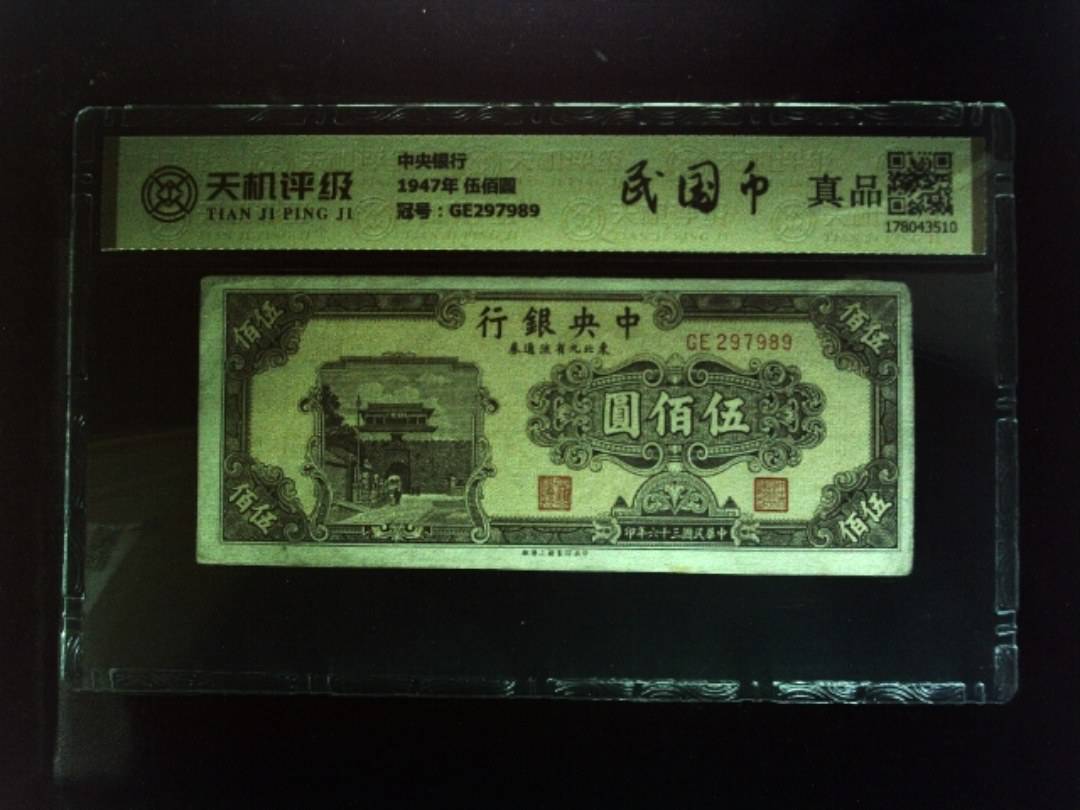 天机评级
TIAN JI PING JI
中央银行
1947年 伍佰圆
冠号：GE297989
民国币
真品
178043510
佰伍
佰伍
行銀央中
券通流省九北東
GE 297989
圓佰伍
佰伍
佰伍
印年六十三國民華中